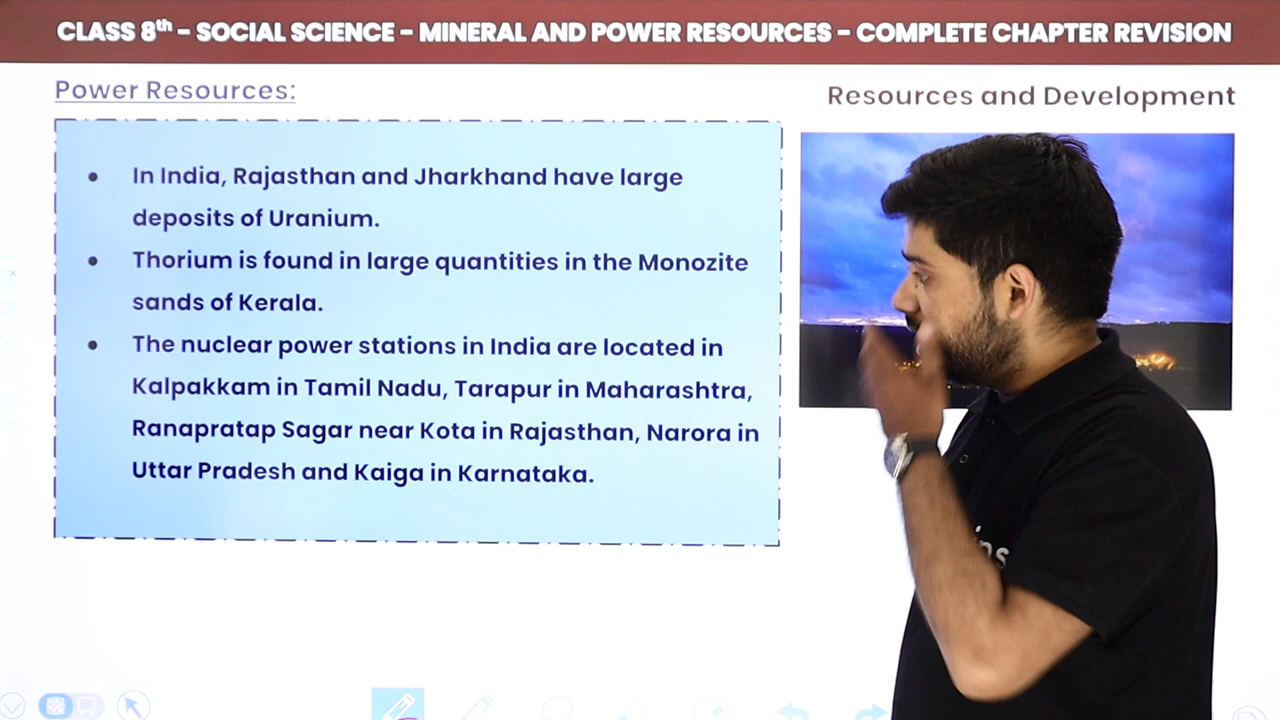 CLASS 8th – SOCIAL SCIENCE – MINERAL AND POWER RESOURCES – COMPLETE CHAPTER REVISION
Power Resources:
Resources and Development
• In India, Rajasthan and Jharkhand have large
deposits of Uranium.
• Thorium is found in large quantities in the Monozite
sands of Kerala.
• The nuclear power stations in India are located in
Kalpakkam in Tamil Nadu, Tarapur in Maharashtra,
Ranapratap Sagar near Kota in Rajasthan, Narora in
Uttar Pradesh and Kaiga in Karnataka.